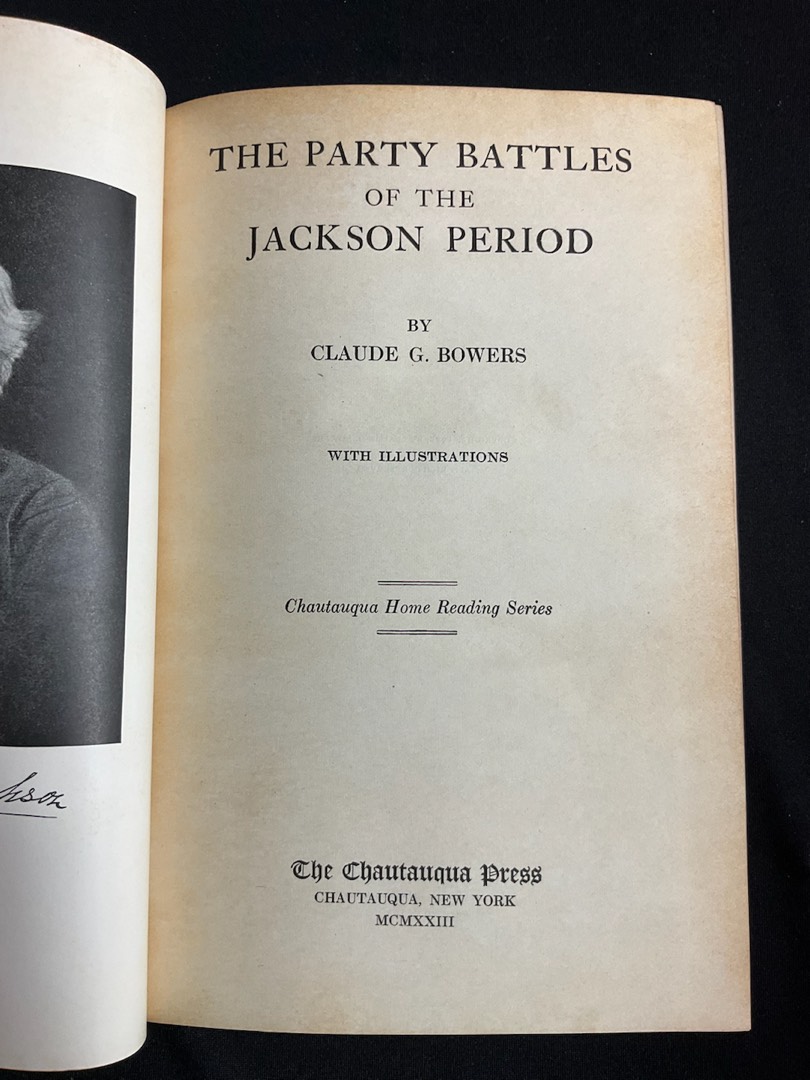 THE PARTY BATTLES
OF THE
JACKSON PERIOD
BY
CLAUDE G. BOWERS
WITH ILLUSTRATIONS
Chautauqua Home Reading Series
The Chautauqua Press
CHAUTAUQUA, NEW YORK
MCMXXIII